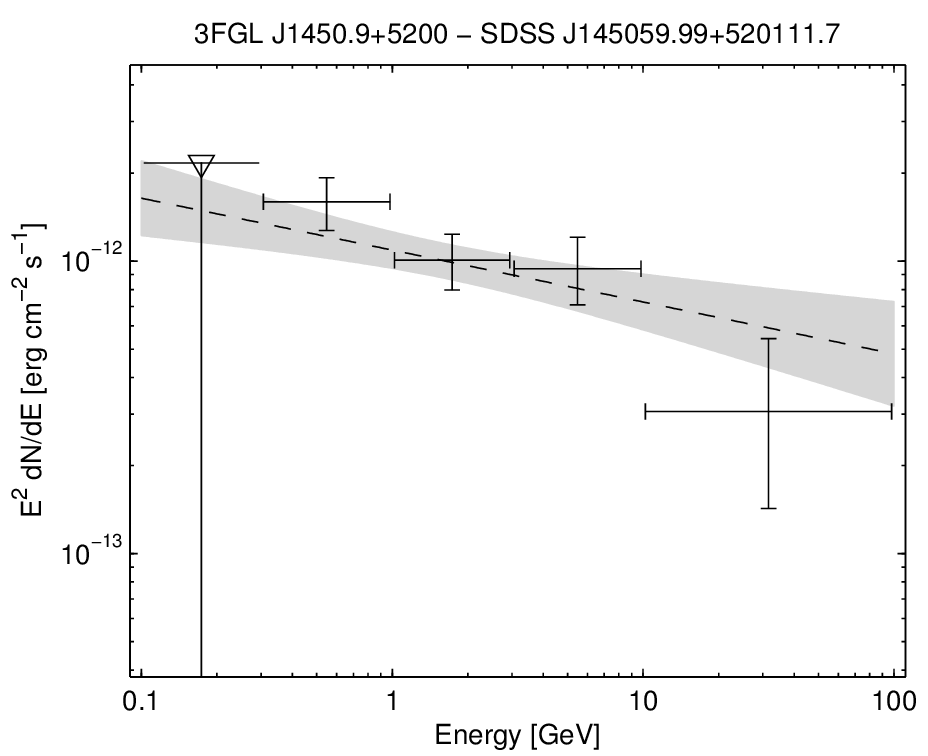 3FGL J1450.9+5200 − SDSS J145059.99+520111.7
E² dN/dE [erg cm⁻² s⁻¹]
10⁻¹²
10⁻¹³
0.1 1 10 100
Energy [GeV]